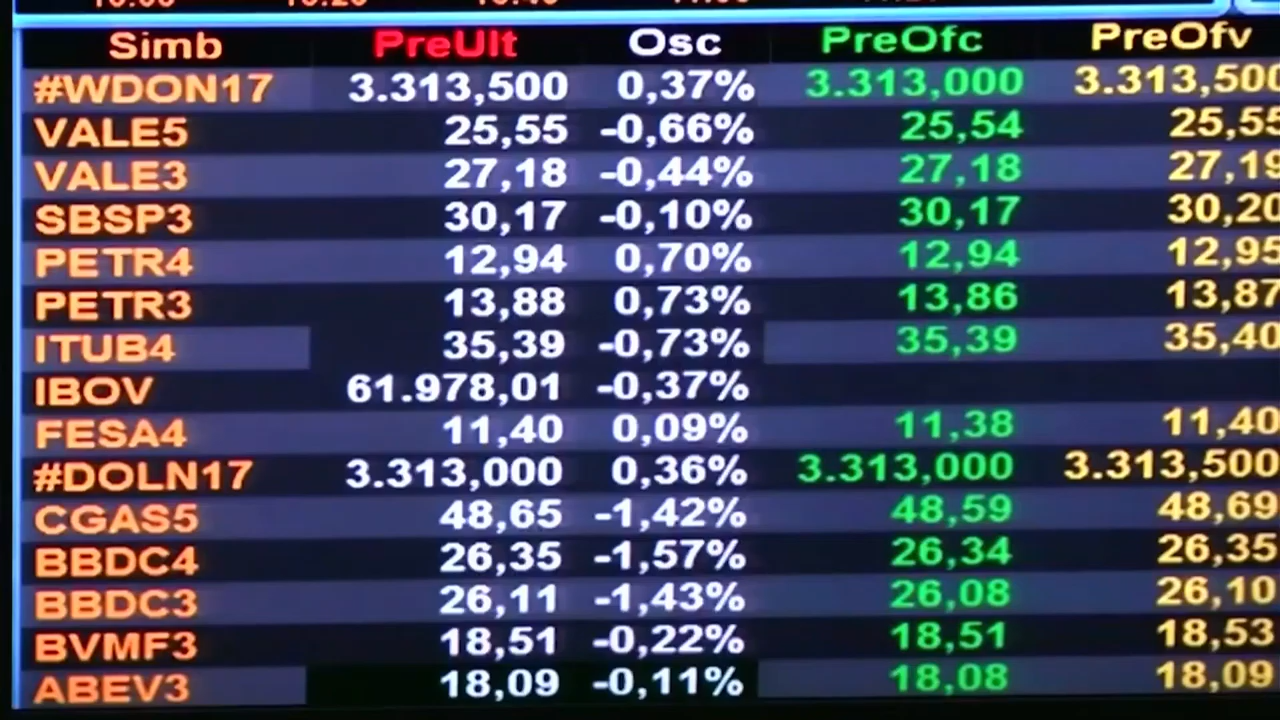 Simb PreUlt Osc PreOfc PreOfv
#WDON17 3.313,500 0,37% 3.313,000 3.313,500
VALE5 25,55 -0,66% 25,54 25,55
VALE3 27,18 -0,44% 27,18 27,19
SBSP3 30,17 -0,10% 30,17 30,20
PETR4 12,94 0,70% 12,94 12,95
PETR3 13,88 0,73% 13,86 13,87
ITUB4 35,39 -0,73% 35,39 35,40
IBOV 61.978,01 -0,37%
FESA4 11,40 0,09% 11,38 11,40
#DOLN17 3.313,000 0,36% 3.313,000 3.313,500
CGAS5 48,65 -1,42% 48,59 48,69
BBDC4 26,35 -1,57% 26,34 26,35
BBDC3 26,11 -1,43% 26,08 26,10
BVMF3 18,51 -0,22% 18,51 18,53
ABEV3 18,09 -0,11% 18,08 18,09